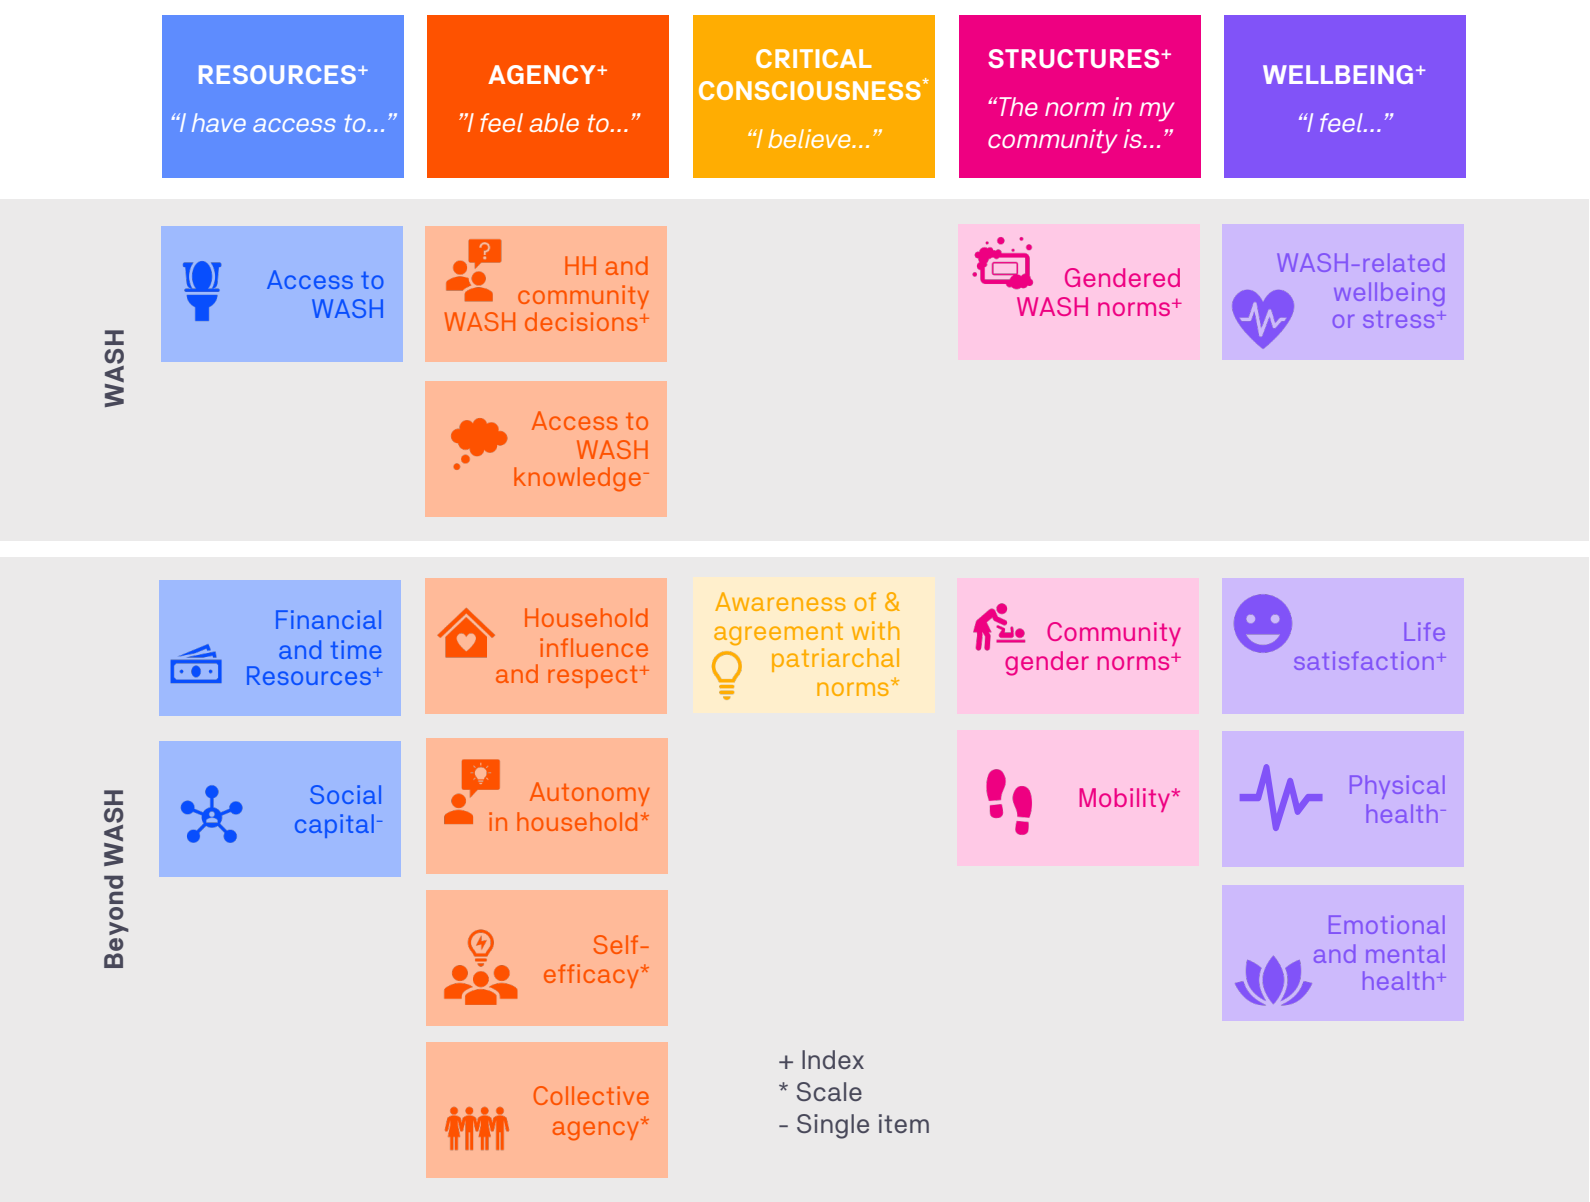 RESOURCES+
"I have access to..."
AGENCY+
"I feel able to..."
CRITICAL
CONSCIOUSNESS*
"I believe..."
STRUCTURES+
"The norm in my
community is..."
WELLBEING+
"I feel..."
WASH
Access to
WASH
?
HH and
community
WASH decisions+
Access to
WASH
knowledge-
Gendered
WASH norms+
WASH-related
wellbeing
or stress+
Beyond WASH
Financial
and time
Resources+
Social
capital-
Household
influence
and respect+
Autonomy
in household*
Self-
efficacy*
Collective
agency*
Awareness of &
agreement with
patriarchal
norms*
Community
gender norms+
Mobility*
Life
satisfaction+
Physical
health-
Emotional
and mental
health+
+ Index
* Scale
- Single item